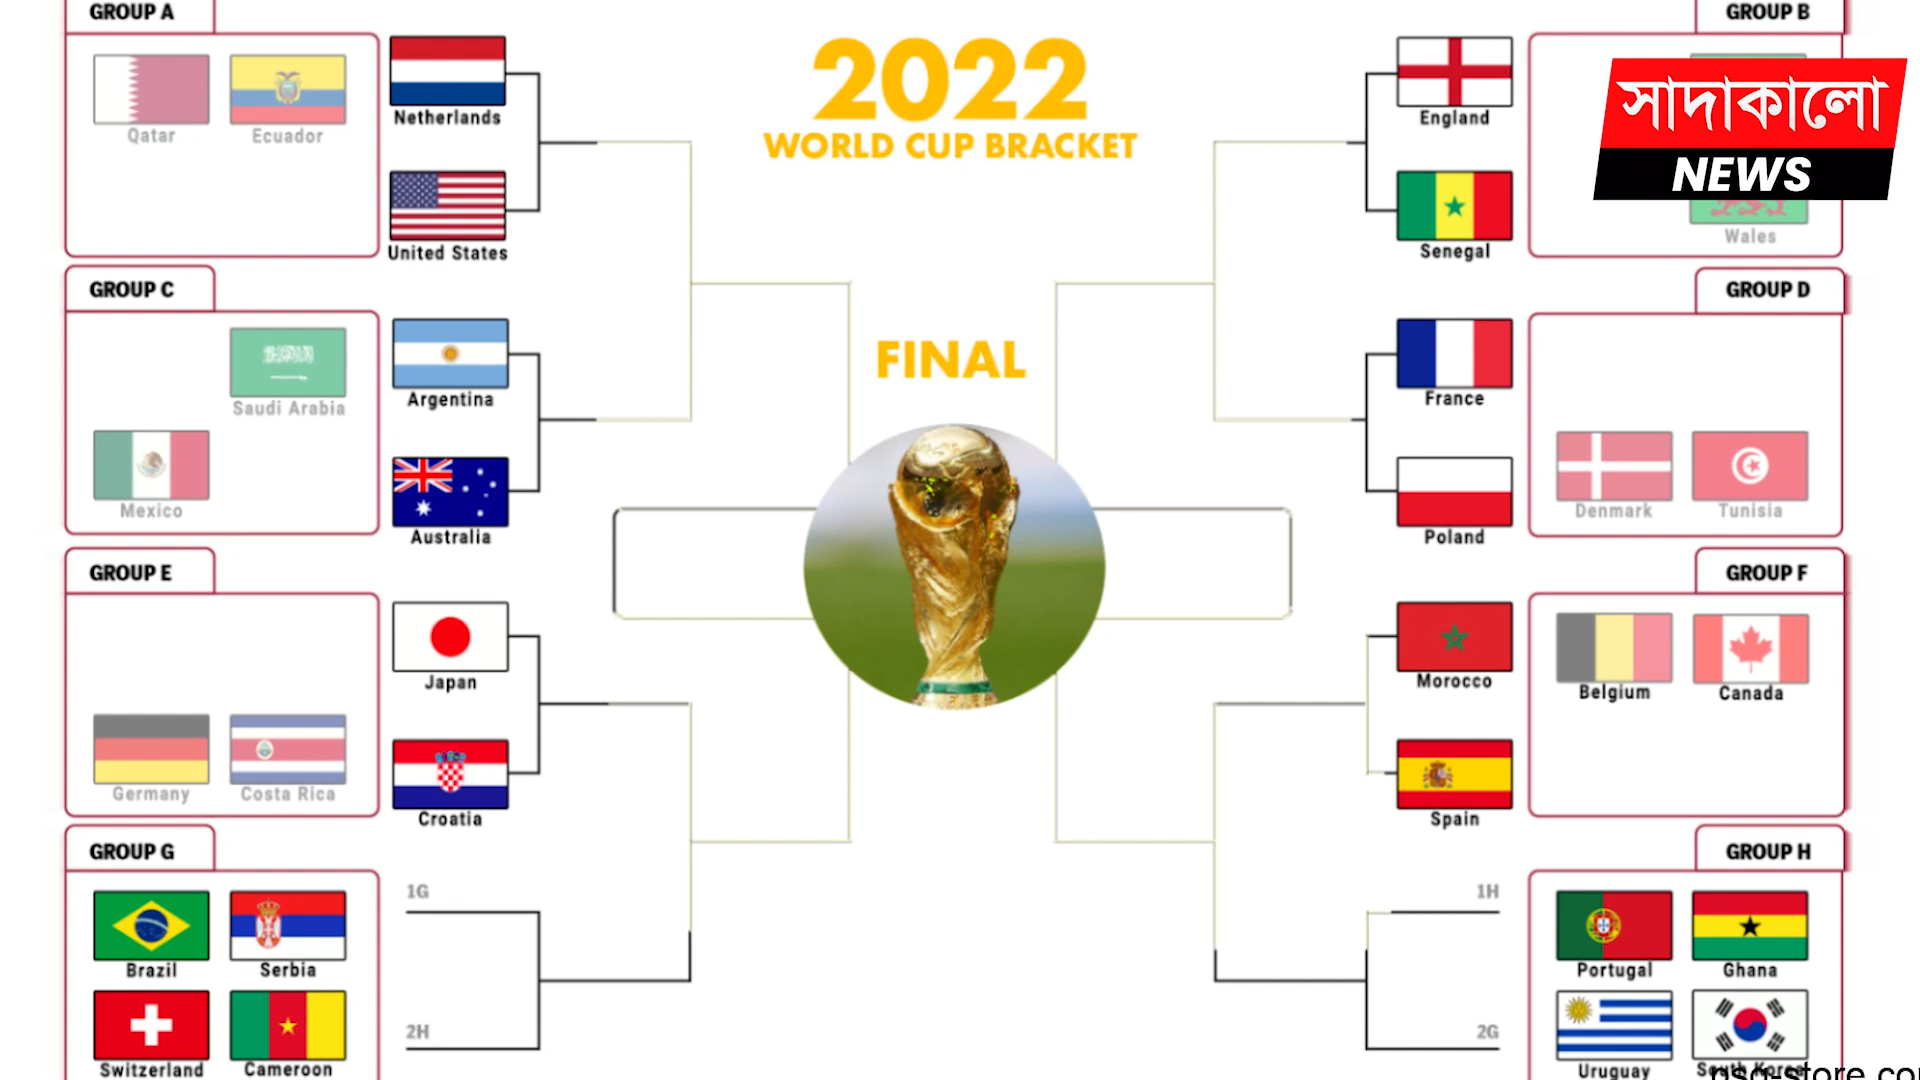 GROUP A
GROUP B
2022
WORLD CUP BRACKET
সাদাকালো
NEWS
Qatar
Ecuador
Netherlands
England
United States
Senegal
Wales
GROUP C
GROUP D
FINAL
Saudi Arabia
Argentina
France
Mexico
Australia
Poland
Denmark
Tunisia
GROUP E
GROUP F
Japan
Morocco
Belgium
Canada
Germany
Costa Rica
Croatia
Spain
GROUP G
GROUP H
1G
1H
Brazil
Serbia
Portugal
Ghana
2H
2G
Switzerland
Cameroon
Uruguay
South Korea